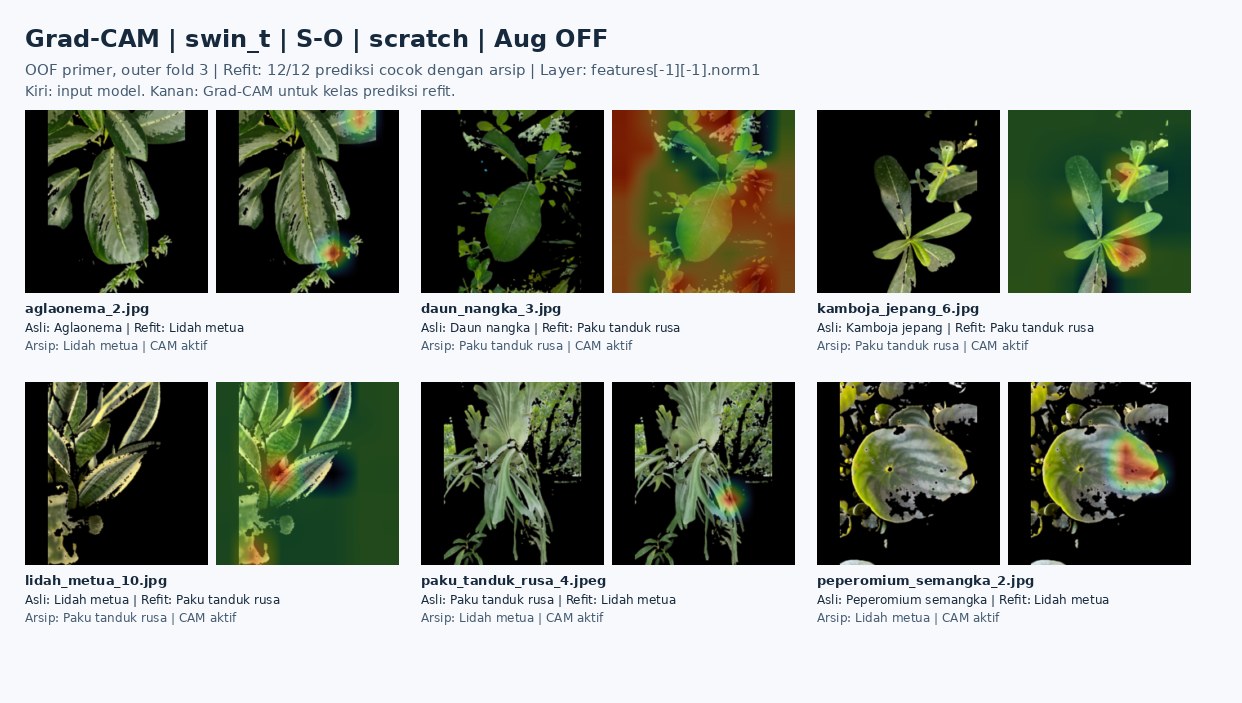 Grad-CAM | swin_t | S-O | scratch | Aug OFF
OOF primer, outer fold 3 | Refit: 12/12 prediksi cocok dengan arsip | Layer: features[-1][-1].norm1
Kiri: input model. Kanan: Grad-CAM untuk kelas prediksi refit.
aglaonema_2.jpg
Asli: Aglaonema | Refit: Lidah metua
Arsip: Lidah metua | CAM aktif
daun_nangka_3.jpg
Asli: Daun nangka | Refit: Paku tanduk rusa
Arsip: Paku tanduk rusa | CAM aktif
kamboja_jepang_6.jpg
Asli: Kamboja jepang | Refit: Paku tanduk rusa
Arsip: Paku tanduk rusa | CAM aktif
lidah_metua_10.jpg
Asli: Lidah metua | Refit: Paku tanduk rusa
Arsip: Paku tanduk rusa | CAM aktif
paku_tanduk_rusa_4.jpeg
Asli: Paku tanduk rusa | Refit: Lidah metua
Arsip: Lidah metua | CAM aktif
peperomium_semangka_2.jpg
Asli: Peperomium semangka | Refit: Lidah metua
Arsip: Lidah metua | CAM aktif